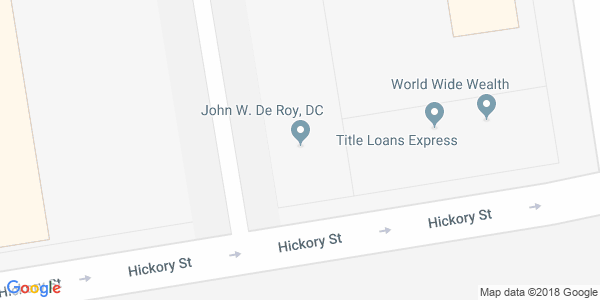 World Wide Wealth
John W. De Roy, DC
Title Loans Express
Hickory St
Hickory St
Hickory St
Google
Map data ©2018 Google